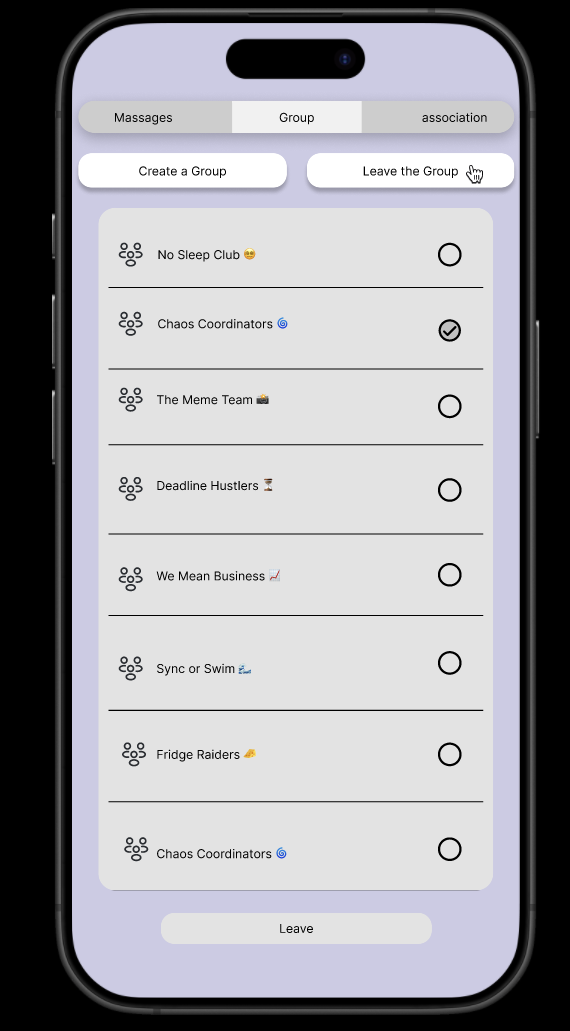 Massages Group association
Create a Group Leave the Group
No Sleep Club 😵‍💫
Chaos Coordinators 🌀
The Meme Team 📸
Deadline Hustlers ⏳
We Mean Business 📈
Sync or Swim 🌊
Fridge Raiders 🧀
Chaos Coordinators 🌀
Leave